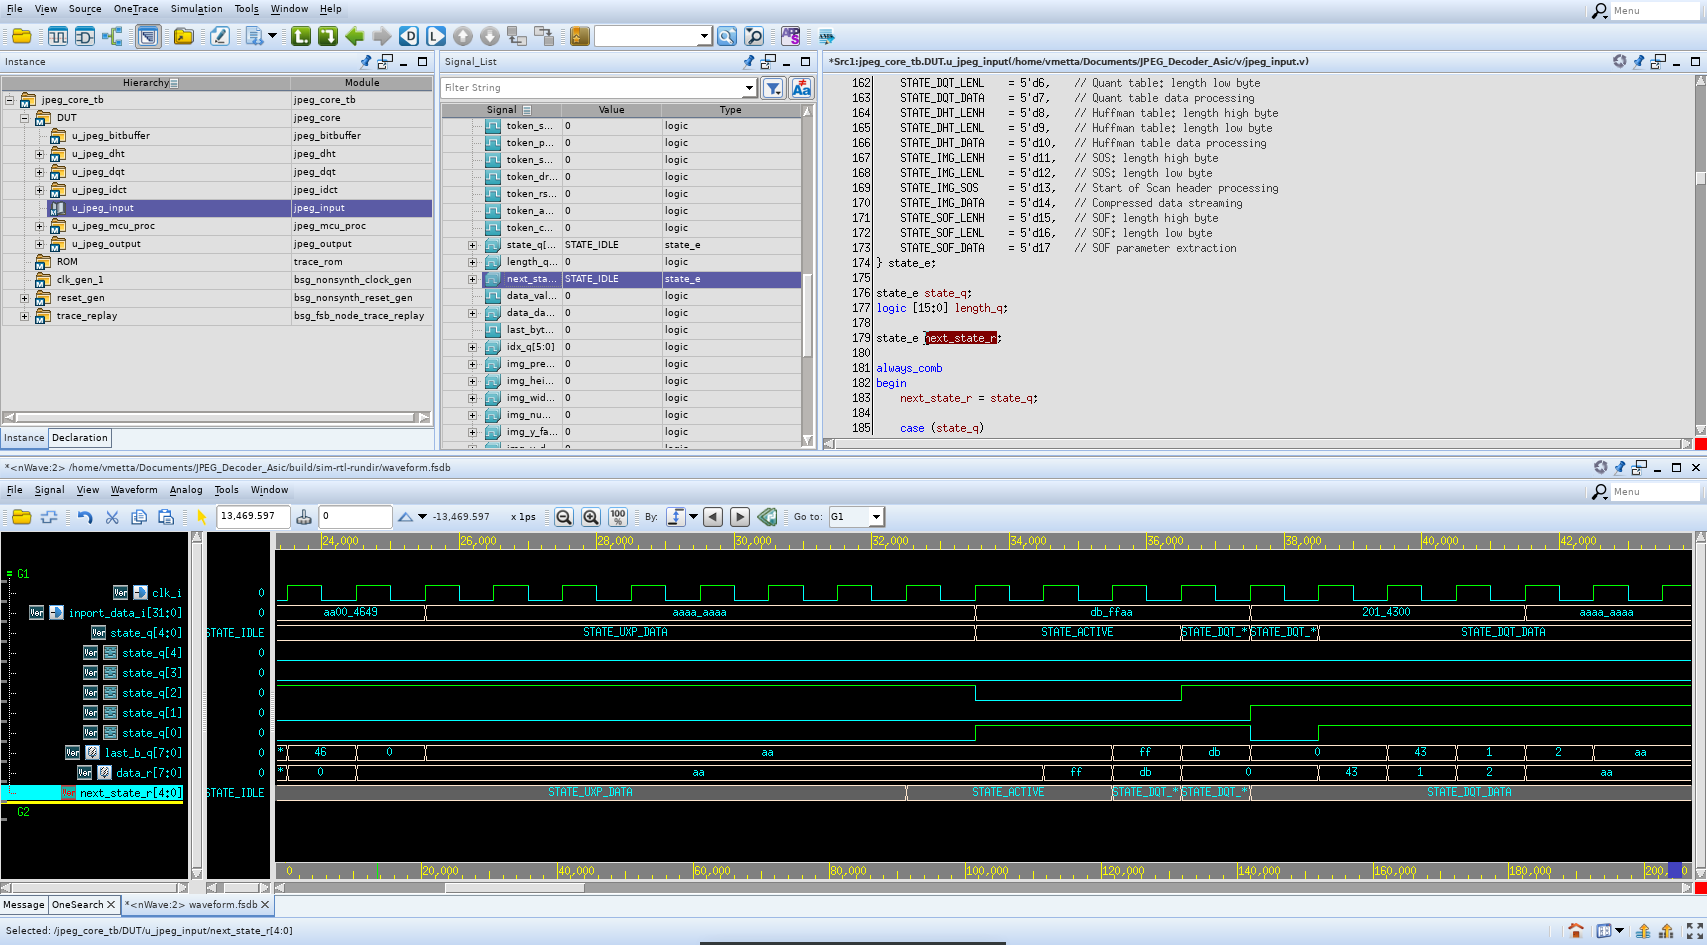 File View Source OneTrace Simulation Tools Window Help
Menu
Instance
Signal_List
*Src1:jpeg_core_tb.DUT.u_jpeg_input(/home/vmetta/Documents/JPEG_Decoder_Asic/v/jpeg_input.v)
Hierarchy Module
jpeg_core_tb jpeg_core_tb
DUT jpeg_core
u_jpeg_bitbuffer jpeg_bitbuffer
u_jpeg_dht jpeg_dht
u_jpeg_dqt jpeg_dqt
u_jpeg_idct jpeg_idct
u_jpeg_input jpeg_input
u_jpeg_mcu_proc jpeg_mcu_proc
u_jpeg_output jpeg_output
ROM trace_rom
clk_gen_1 bsg_nonsynth_clock_gen
reset_gen bsg_nonsynth_reset_gen
trace_replay bsg_fsb_node_trace_replay
Instance Declaration
Filter String
Signal Value Type
token_s... 0 logic
token_p... 0 logic
token_s... 0 logic
token_dr... 0 logic
token_rs... 0 logic
token_a... 0 logic
token_c... 0 logic
state_q[... STATE_IDLE state_e
length_q... 0 logic
next_sta... STATE_IDLE state_e
data_val... 0 logic
data_da... 0 logic
last_byt... 0 logic
idx_q[5:0] 0 logic
img_pre... 0 logic
img_hei... 0 logic
img_wid... 0 logic
img_nu... 0 logic
img_y_fa... 0 logic
162 STATE_DQT_LENL = 5'd6, // Quant table: length low byte
163 STATE_DQT_DATA = 5'd7, // Quant table data processing
164 STATE_DHT_LENH = 5'd8, // Huffman table: length high byte
165 STATE_DHT_LENL = 5'd9, // Huffman table: length low byte
166 STATE_DHT_DATA = 5'd10, // Huffman table data processing
167 STATE_IMG_LENH = 5'd11, // SOS: length high byte
168 STATE_IMG_LENL = 5'd12, // SOS: length low byte
169 STATE_IMG_SOS = 5'd13, // Start of Scan header processing
170 STATE_IMG_DATA = 5'd14, // Compressed data streaming
171 STATE_SOF_LENH = 5'd15, // SOF: length high byte
172 STATE_SOF_LENL = 5'd16, // SOF: length low byte
173 STATE_SOF_DATA = 5'd17 // SOF parameter extraction
174 } state_e;
175
176 state_e state_q;
177 logic [15:0] length_q;
178
179 state_e next_state_r;
180
181 always_comb
182 begin
183 next_state_r = state_q;
184
185 case (state_q)
*<nWave:2> /home/vmetta/Documents/JPEG_Decoder_Asic/build/sim-rtl-rundir/waveform.fsdb
File Signal View Waveform Analog Tools Window
Menu
13,469.597 0 -13,469.597 x 1ps 100 % By: Go to: G1
24,000 26,000 28,000 30,000 32,000 34,000 36,000 38,000 40,000 42,000
G1
Var clk_i 0
Var inport_data_i[31:0] 0 aa00_4649 aaaa_aaaa db_ffaa 201_4300 aaaa_aaaa
Var state_q[4:0] STATE_IDLE STATE_UXP_DATA STATE_ACTIVE STATE_DQT_* STATE_DQT_* STATE_DQT_DATA
Var state_q[4] 0
Var state_q[3] 0
Var state_q[2] 0
Var state_q[1] 0
Var state_q[0] 0
Var last_b_q[7:0] 0 * 46 0 aa ff db 0 43 1 2 aa
Var data_r[7:0] 0 * 0 aa ff db 0 43 1 2 aa
Var next_state_r[4:0] STATE_IDLE STATE_UXP_DATA STATE_ACTIVE STATE_DQT_* STATE_DQT_* STATE_DQT_DATA
G2
0 20,000 40,000 60,000 80,000 100,000 120,000 140,000 160,000 180,000
Message OneSearch *<nWave:2> waveform.fsdb
Selected: /jpeg_core_tb/DUT/u_jpeg_input/next_state_r[4:0]